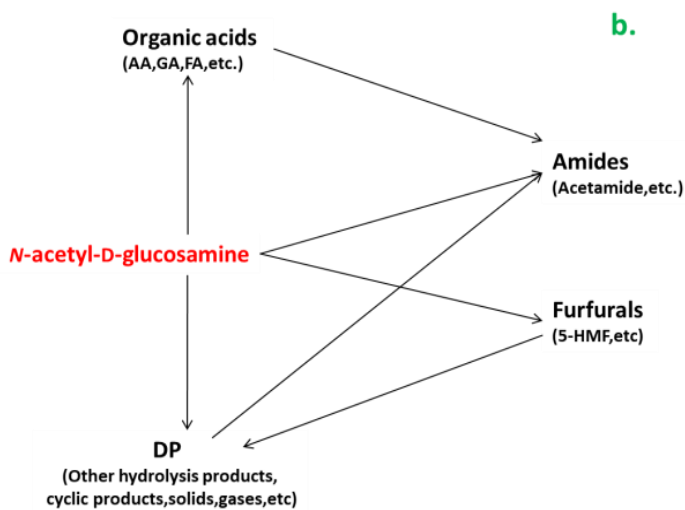 b.
Organic acids
(AA,GA,FA,etc.)
Amides
(Acetamide,etc.)
N-acetyl-D-glucosamine
Furfurals
(5-HMF,etc)
DP
(Other hydrolysis products,
cyclic products,solids,gases,etc)